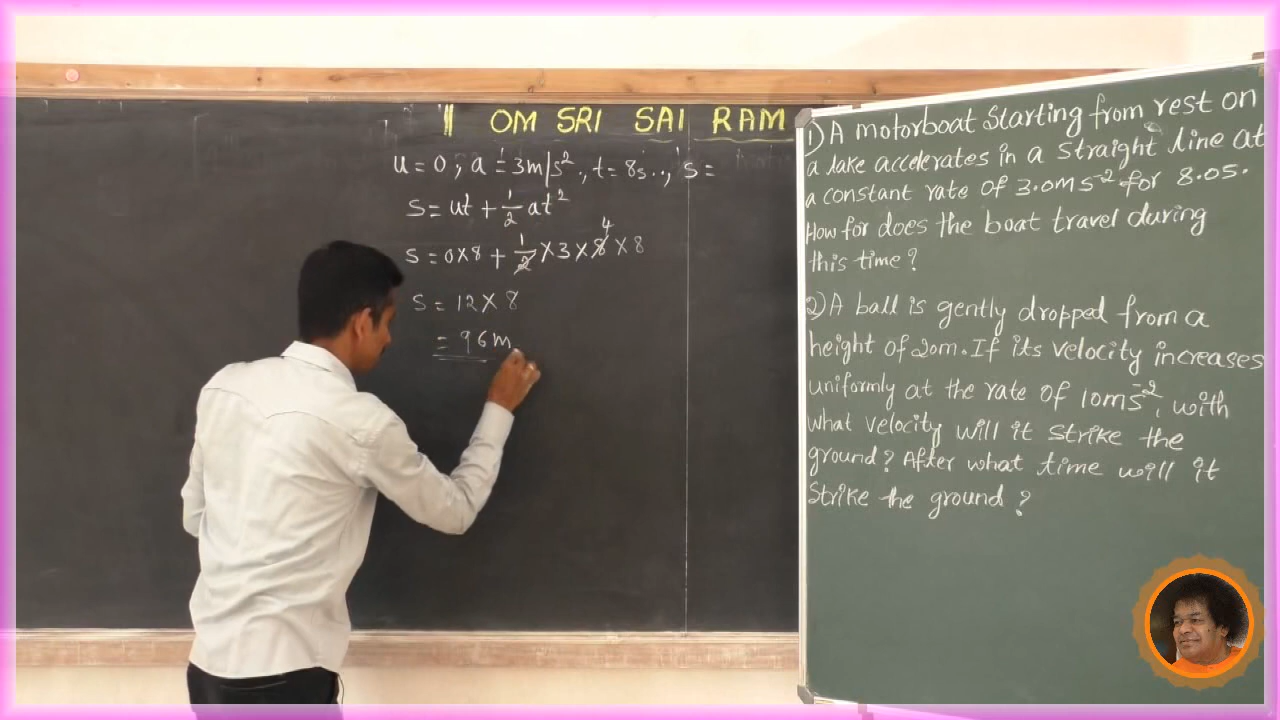 || OM SRI SAI RAM
u = 0, a = 3m/s², t = 8s.., s =
s = ut + 1/2 at²
s = 0×8 + 1/2 × 3 × 8 4 × 8
s = 12 × 8
= 96m
1) A motorboat starting from rest on
a lake accelerates in a straight line at
a constant rate of 3.0ms⁻² for 8.0s.
How for does the boat travel during
this time?
2) A ball is gently dropped from a
height of 20m. If its velocity increases
uniformly at the rate of 10ms⁻², with
what velocity will it strike the
ground? After what time will it
strike the ground?